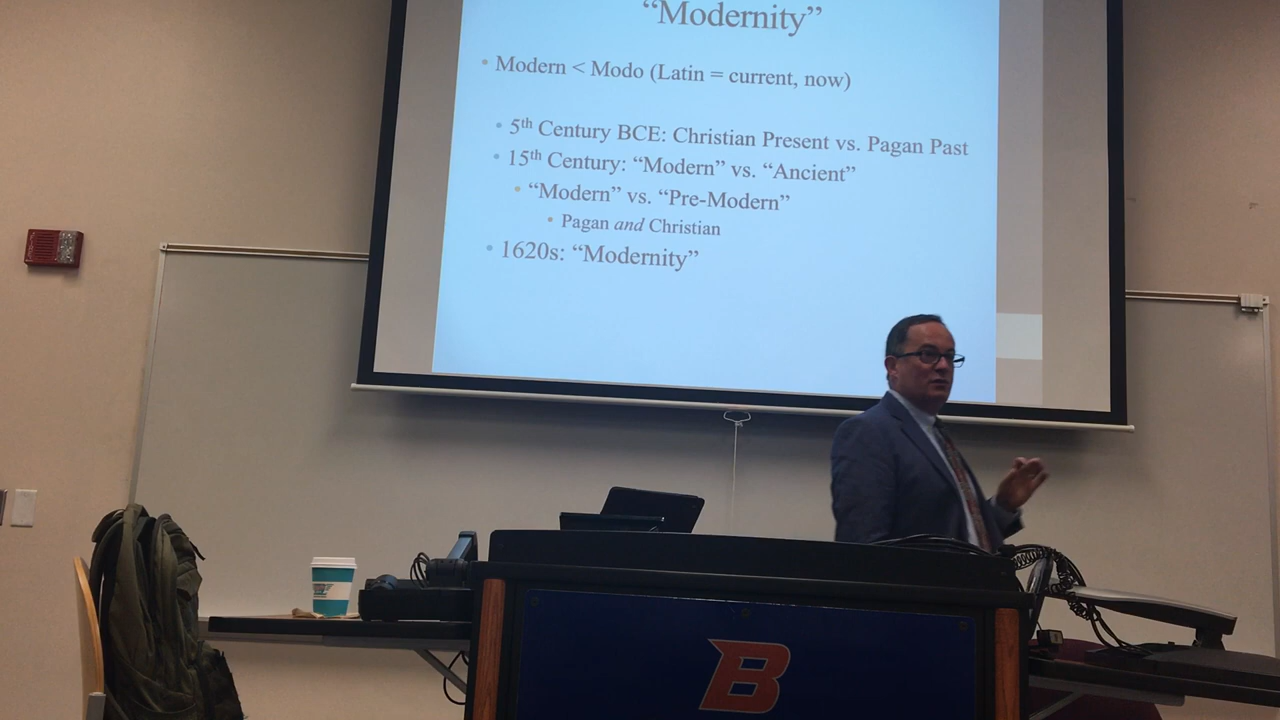 “Modernity”
• Modern < Modo (Latin = current, now)
• 5th Century BCE: Christian Present vs. Pagan Past
• 15th Century: “Modern” vs. “Ancient”
• “Modern” vs. “Pre-Modern”
• Pagan and Christian
• 1620s: “Modernity”
B